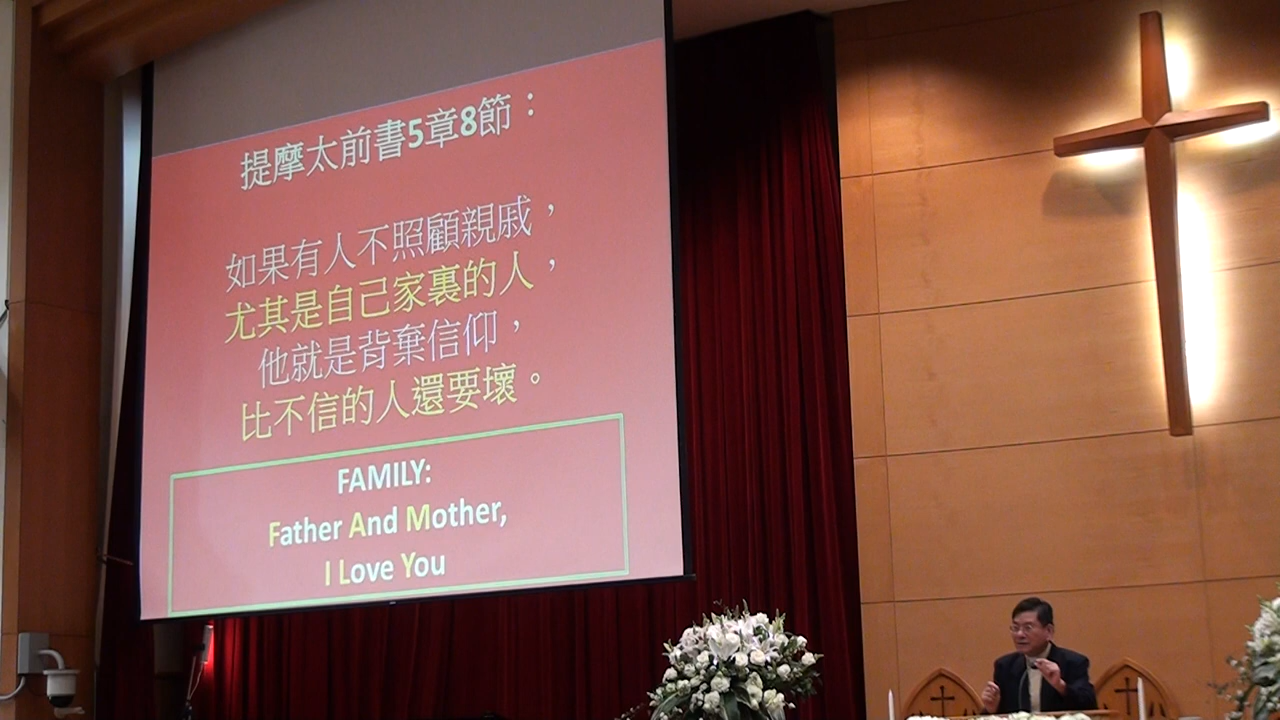 提摩太前書5章8節：
如果有人不照顧親戚，
尤其是自己家裏的人，
他就是背棄信仰，
比不信的人還要壞。
FAMILY:
Father And Mother,
I Love You